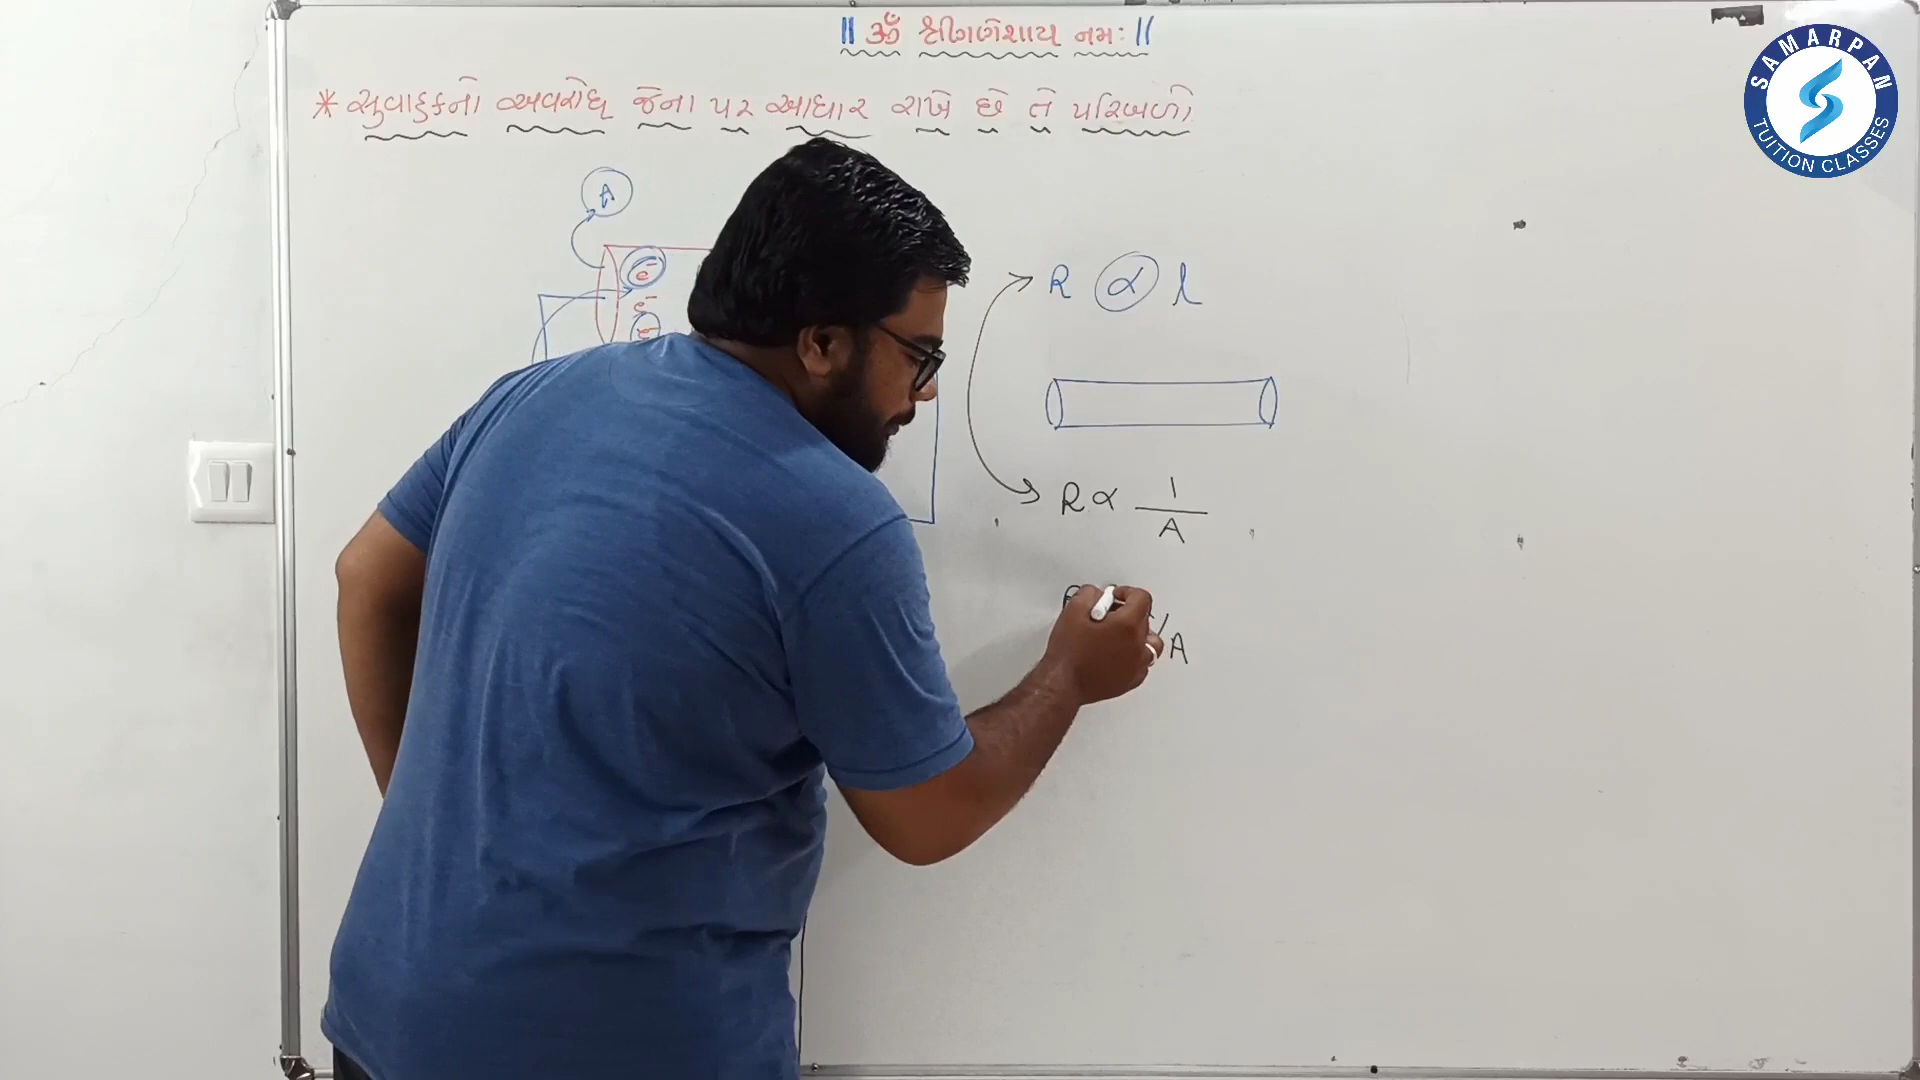 || ૐ શ્રી ગણેશાય નમઃ ||
* સુવાહકનો અવરોધ જેના પર આધાર રાખે છે તે પરિબળો
SAMARPAN
TUITION CLASSES
A
e⁻
e⁻
e⁻
R ∝ l
R ∝ 1/A
/A